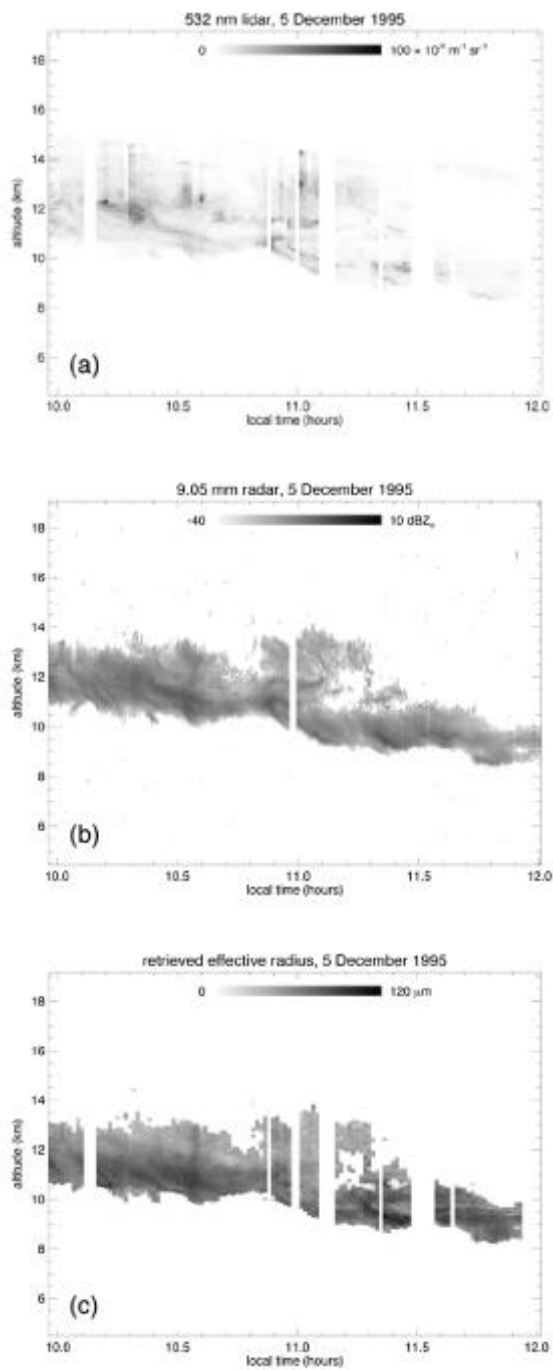 532 nm lidar, 5 December 1995
0 100 × 10⁻⁶ m⁻¹ sr⁻¹
18
16
14
12
10
8
6
altitude (km)
(a)
10.0 10.5 11.0 11.5 12.0
local time (hours)
9.05 mm radar, 5 December 1995
-40 10 dBZₑ
18
16
14
12
10
8
6
altitude (km)
(b)
10.0 10.5 11.0 11.5 12.0
local time (hours)
retrieved effective radius, 5 December 1995
0 120 μm
18
16
14
12
10
8
6
altitude (km)
(c)
10.0 10.5 11.0 11.5 12.0
local time (hours)